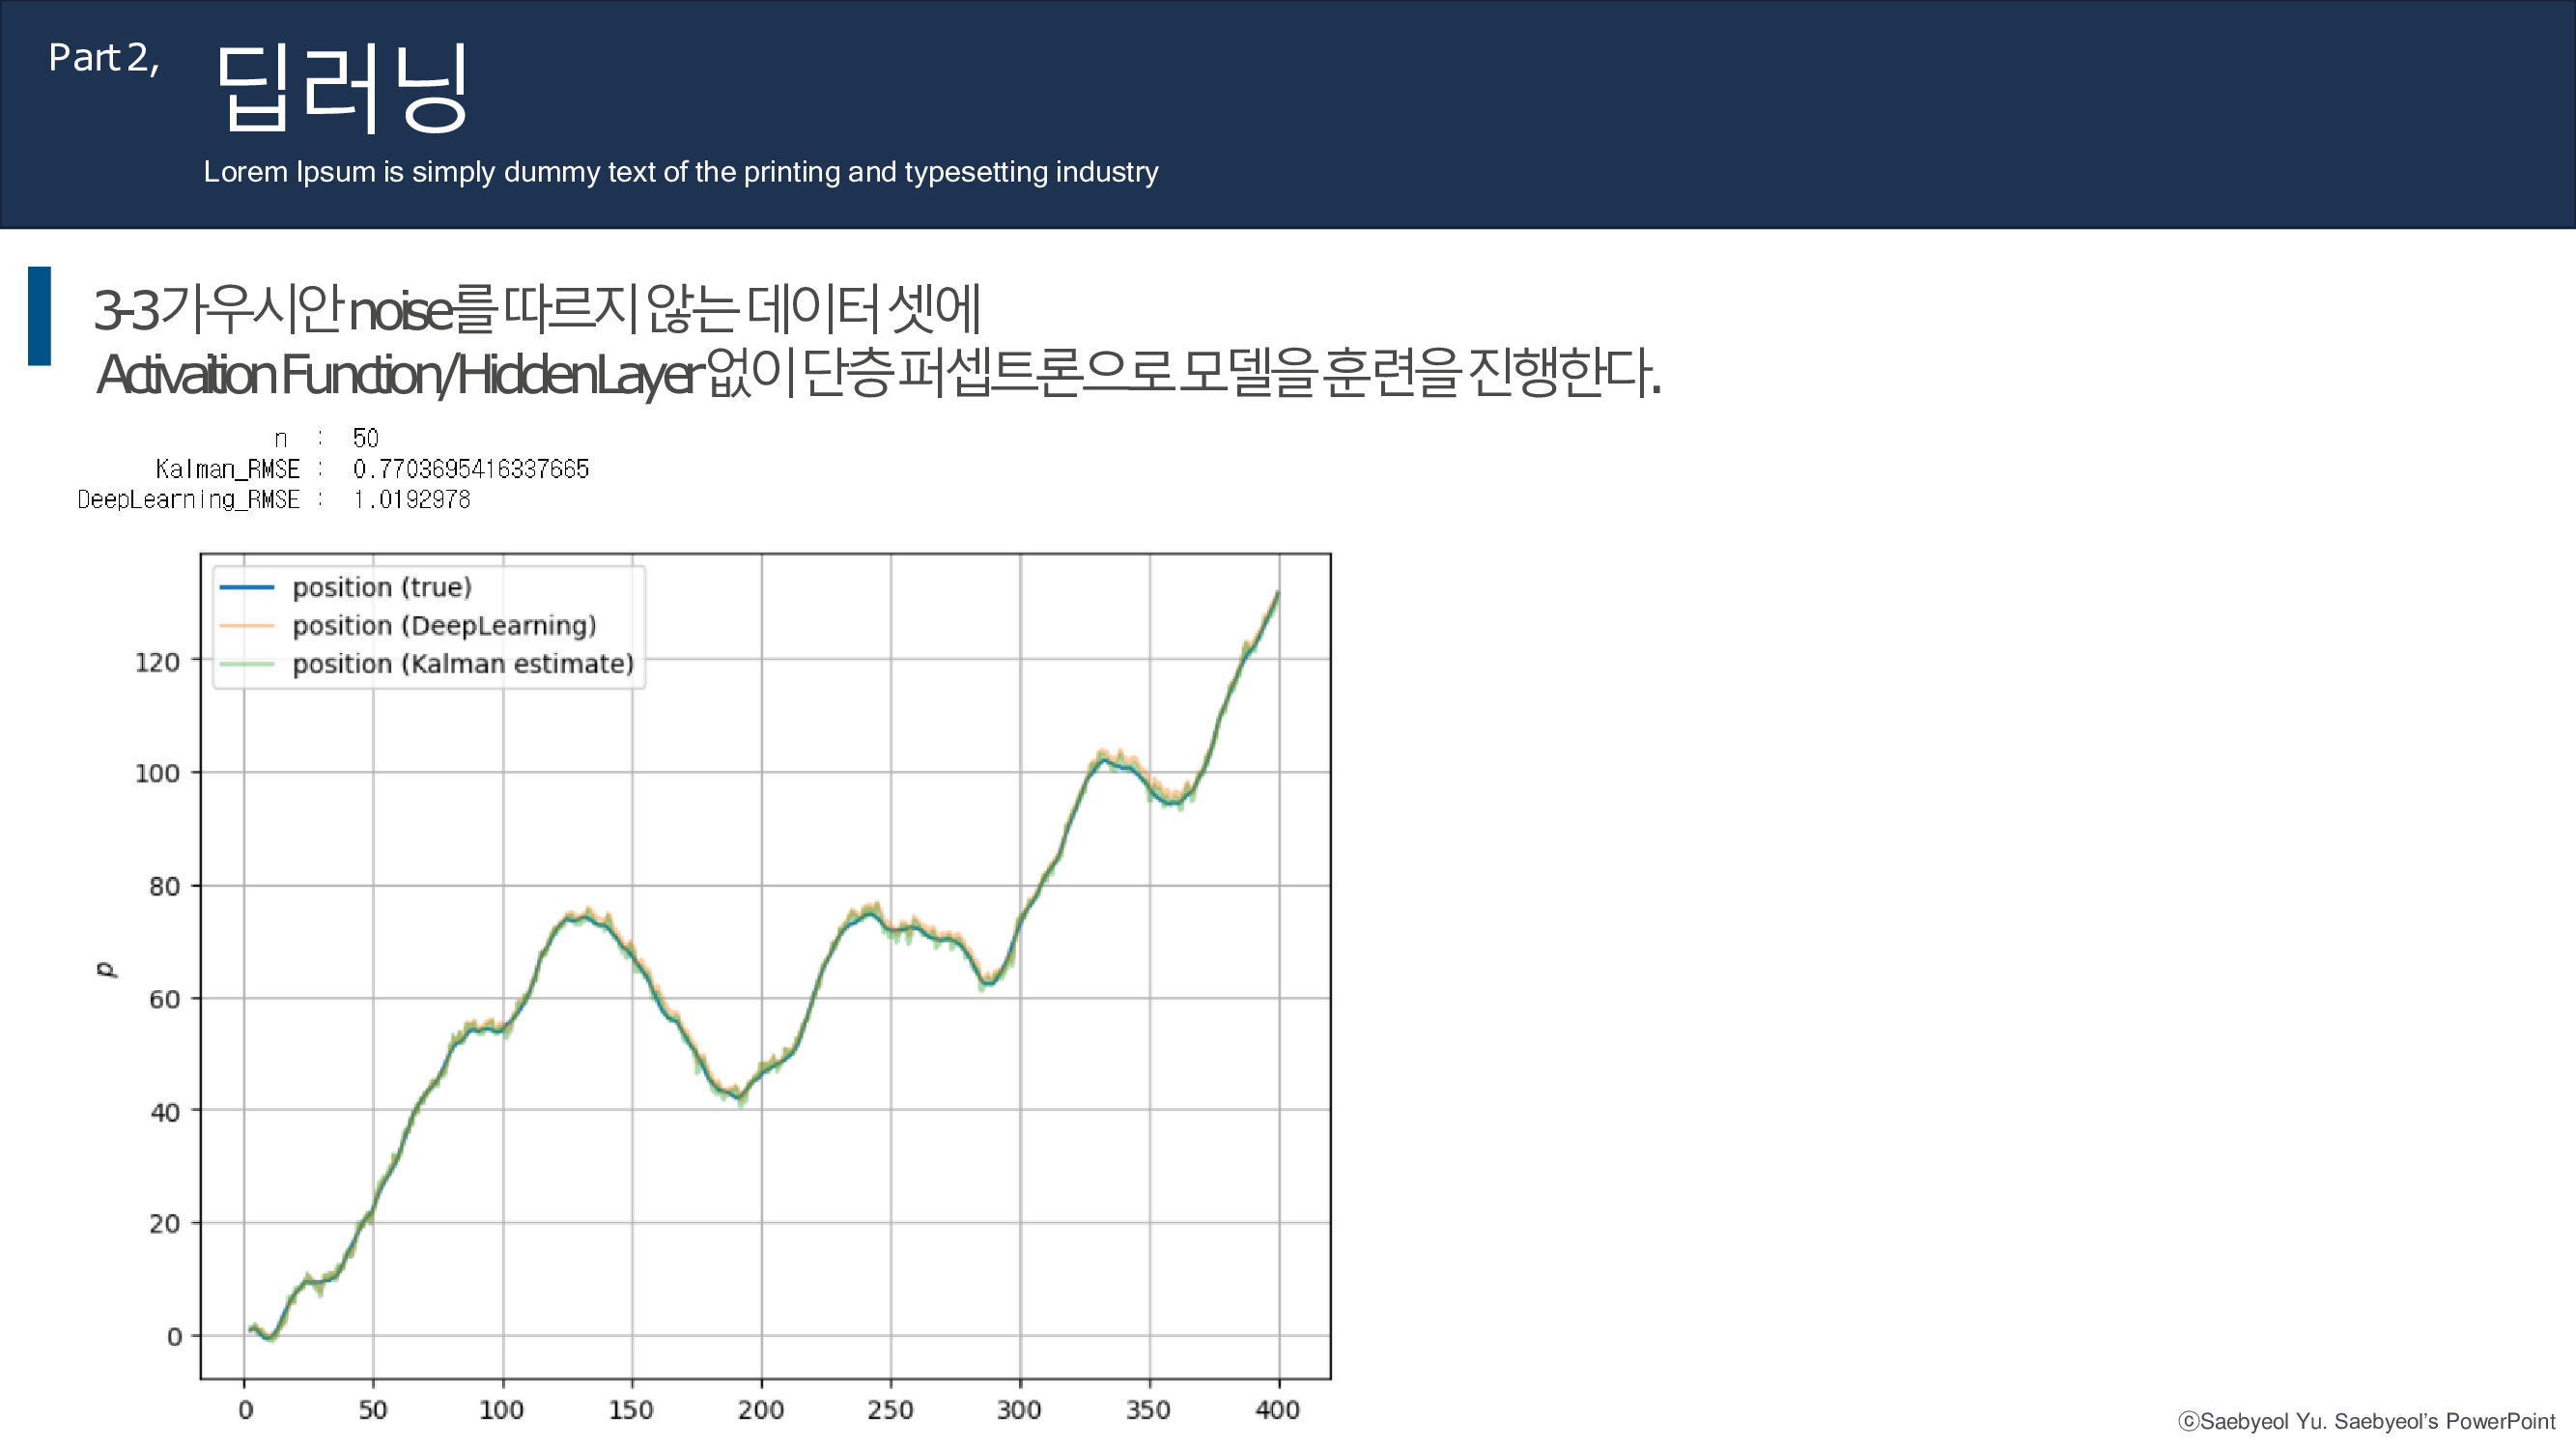 Part 2,
딥러닝
Lorem Ipsum is simply dummy text of the printing and typesetting industry
3-3 가우시안 noise를 따르지 않는 데이터 셋에
Activaition Function/Hidden Layer 없이 단층 퍼셉트론으로 모델을 훈련을 진행한다.
n : 50
Kalman_RMSE : 0.7703695416337665
DeepLearning_RMSE : 1.0192978
position (true)
position (DeepLearning)
position (Kalman estimate)
120
100
80
60
40
20
0
p
0 50 100 150 200 250 300 350 400
ⓒSaebyeol Yu. Saebyeol’s PowerPoint